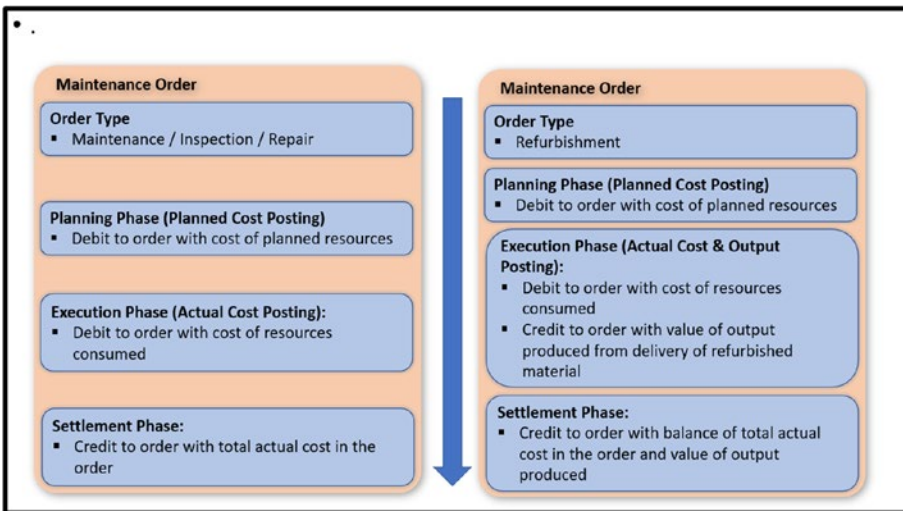 • .
Maintenance Order
Order Type
▪ Maintenance / Inspection / Repair
Planning Phase (Planned Cost Posting)
▪ Debit to order with cost of planned resources
Execution Phase (Actual Cost Posting):
▪ Debit to order with cost of resources
consumed
Settlement Phase:
▪ Credit to order with total actual cost in the
order
Maintenance Order
Order Type
▪ Refurbishment
Planning Phase (Planned Cost Posting)
▪ Debit to order with cost of planned resources
Execution Phase (Actual Cost & Output
Posting):
▪ Debit to order with cost of resources
consumed
▪ Credit to order with value of output
produced from delivery of refurbished
material
Settlement Phase:
▪ Credit to order with balance of total actual
cost in the order and value of output
produced